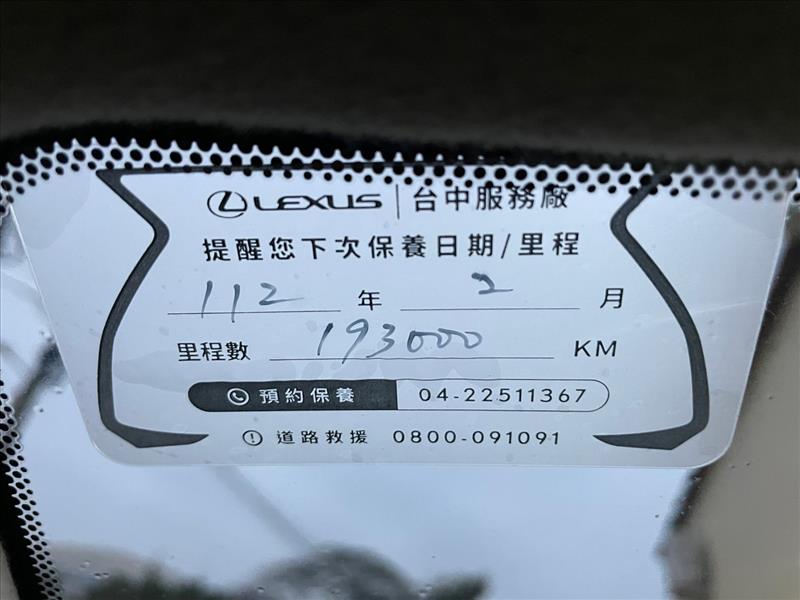 LEXUS | 台中服務廠
提醒您下次保養日期/里程
112 年 2 月
里程數 193000 KM
預約保養 04-22511367
道路救援 0800-091091